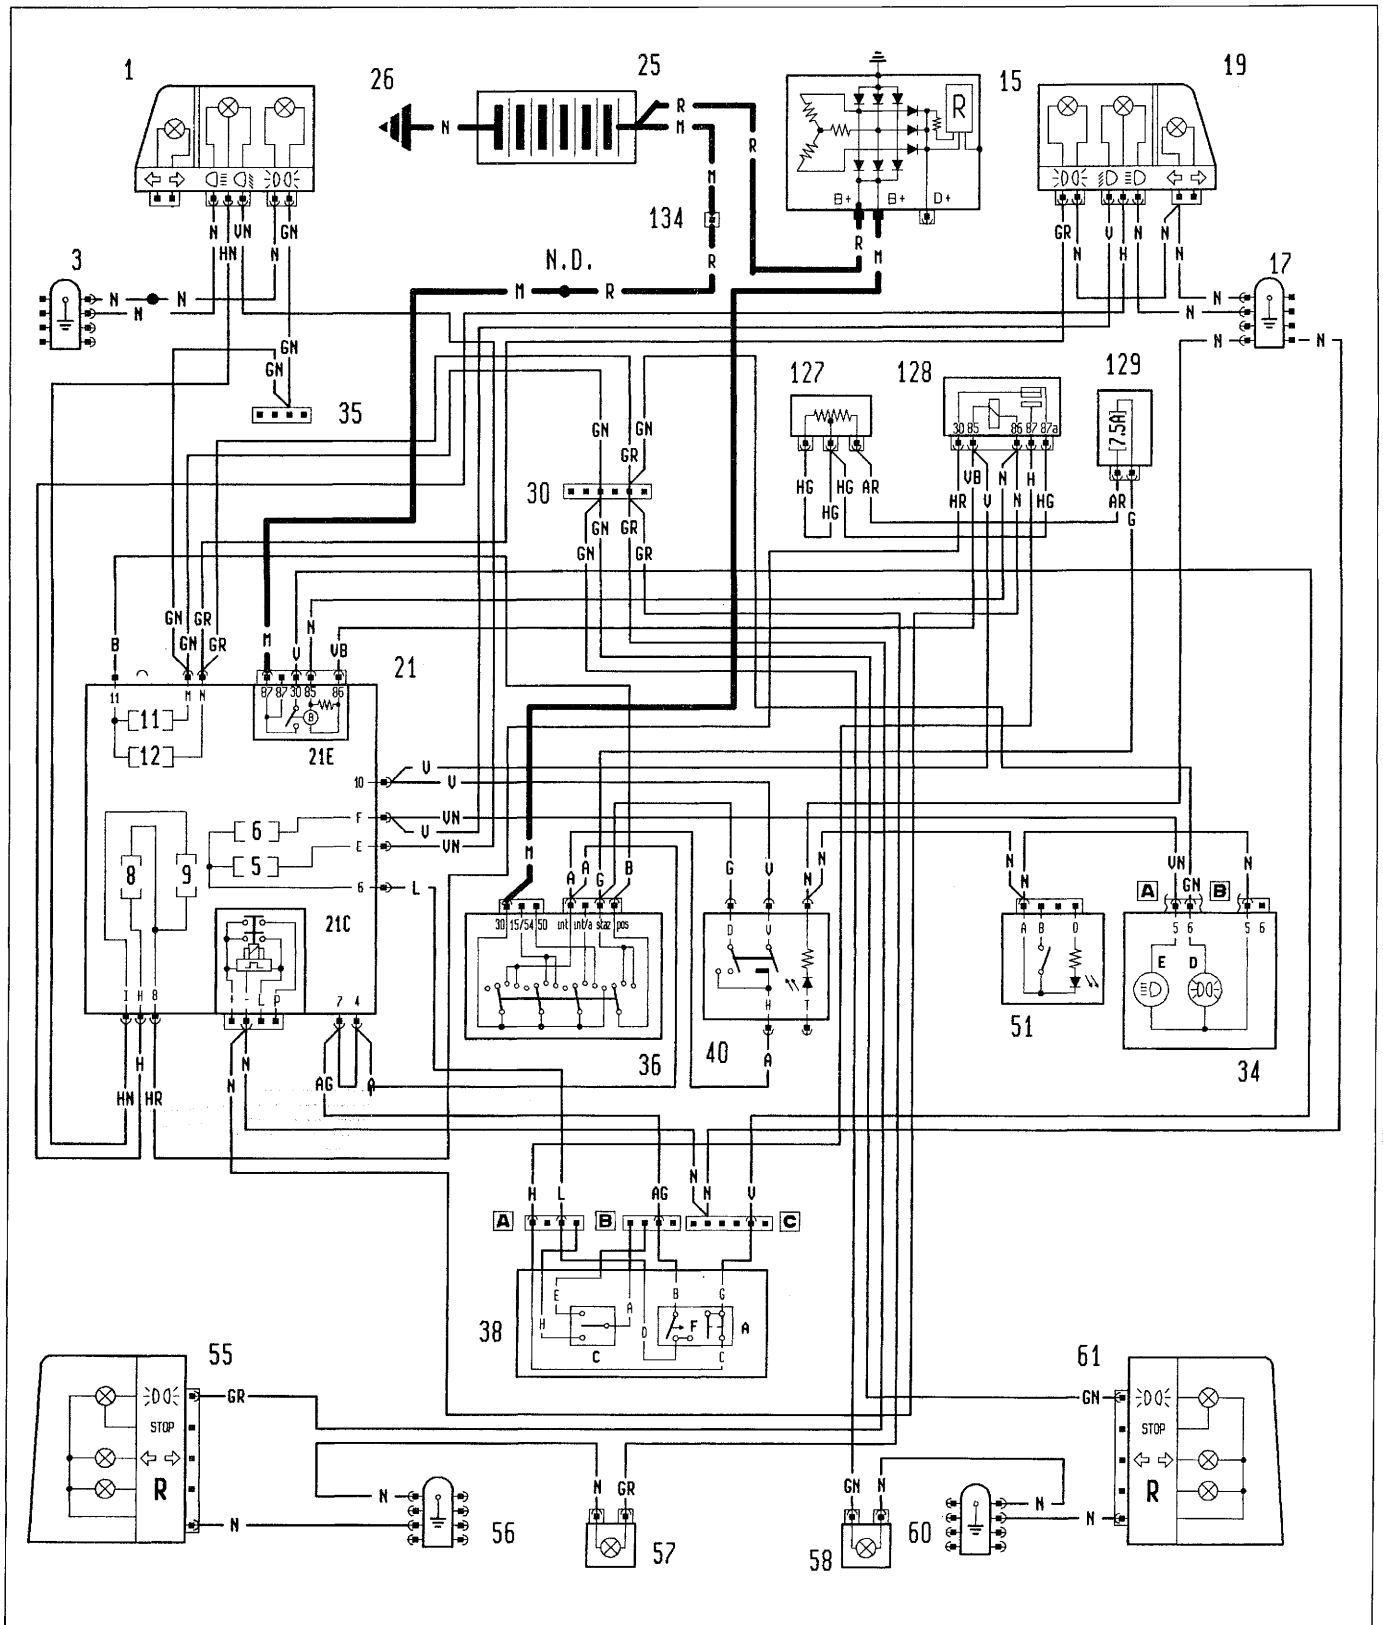 1
26
25
15
19
R
M
N
R
R
M
B+
B+
D+
134
N
HN
VN
N
GN
R
R
M
GR
N
V
H
N
N
N
3
N.D.
17
N
N
N
M
R
N
N
N
N
GN
GN
35
127
128
129
30
85
86
87
87a
7.5A
GN
GN
GR
30
HG
HG
HG
AR
HR
VB
V
N
N
H
HG
AR
G
GN
GN
GR
GR
B
GN
GN
GR
GR
M
N
V
VB
21
11
M
N
87
87
30
85
86
B
11
12
21E
10
V
V
F
VN
V
E
VN
6
L
6
5
8
9
21C
M
A
A
G
B
G
V
N
N
N
N
VN
GN
N
A
B
30
15/54
50
int
int/a
staz
pos
D
V
H
T
A
B
D
5
6
5
6
E
D
I
H
8
+
-
L
P
7
4
36
40
51
34
HN
H
HR
N
N
AG
A
A
H
L
AG
N
N
V
A
B
C
E
H
A
D
B
G
F
C
C
A
38
55
61
GR
GN
STOP
STOP
R
R
N
N
N
GR
GN
N
N
N
56
57
58
60